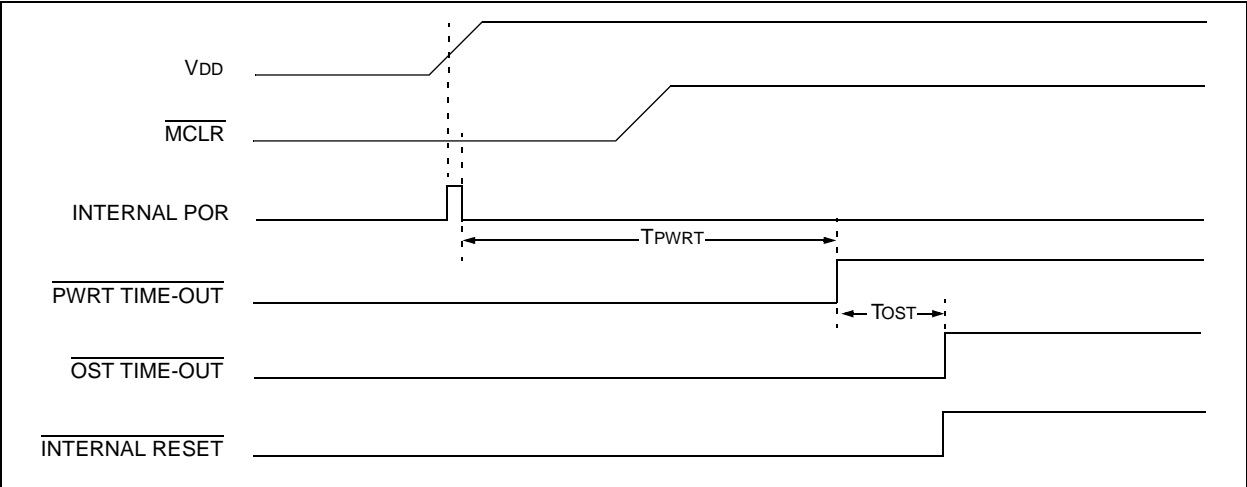 VDD
MCLR
INTERNAL POR
TPWRT
PWRT TIME-OUT
TOST
OST TIME-OUT
INTERNAL RESET